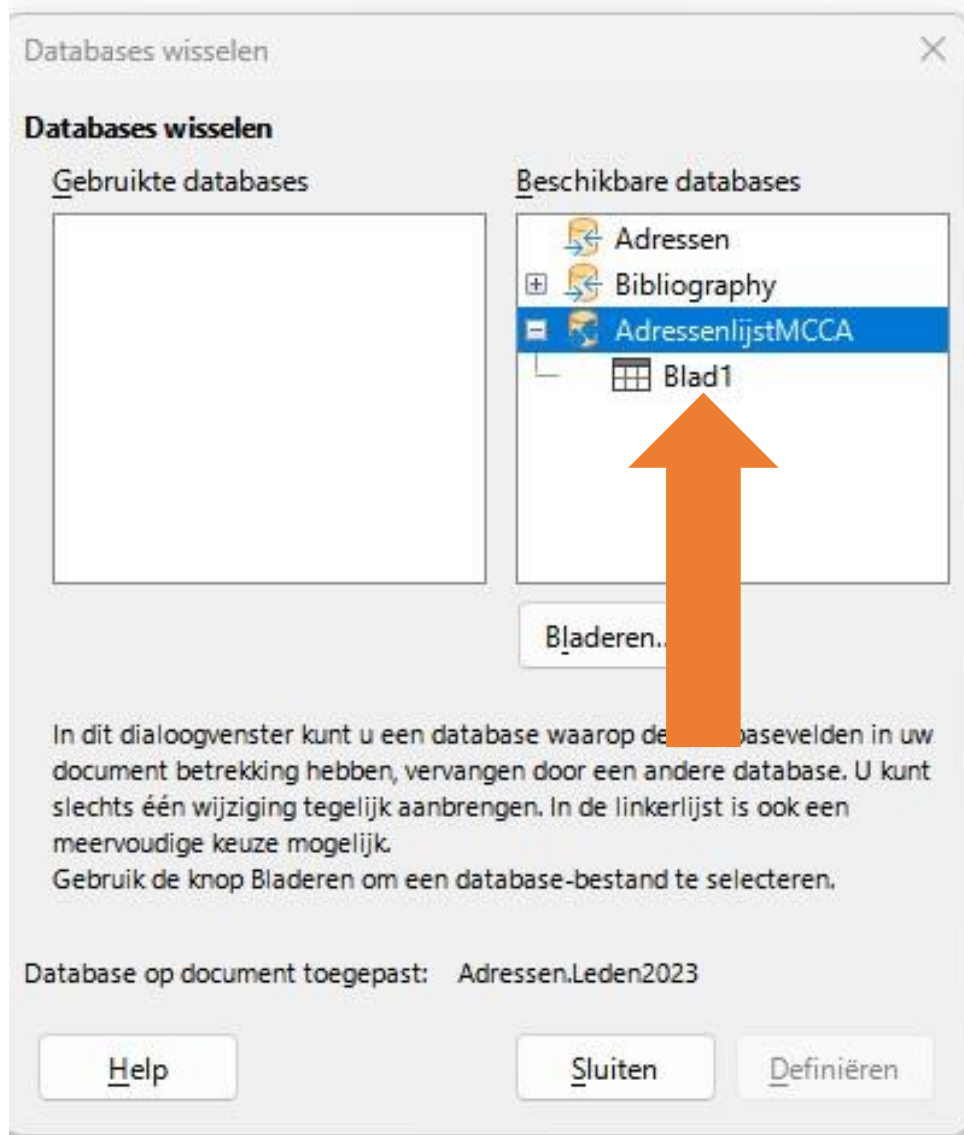 Databases wisselen
Databases wisselen
Gebruikte databases
Beschikbare databases
Adressen
Bibliography
AdressenlijstMCCA
Blad1
Bladeren..
In dit dialoogvenster kunt u een database waarop de basevelden in uw
document betrekking hebben, vervangen door een andere database. U kunt
slechts één wijziging tegelijk aanbrengen. In de linkerlijst is ook een
meervoudige keuze mogelijk.
Gebruik de knop Bladeren om een database-bestand te selecteren.
Database op document toegepast: Adressen.Leden2023
Help
Sluiten
Definiëren